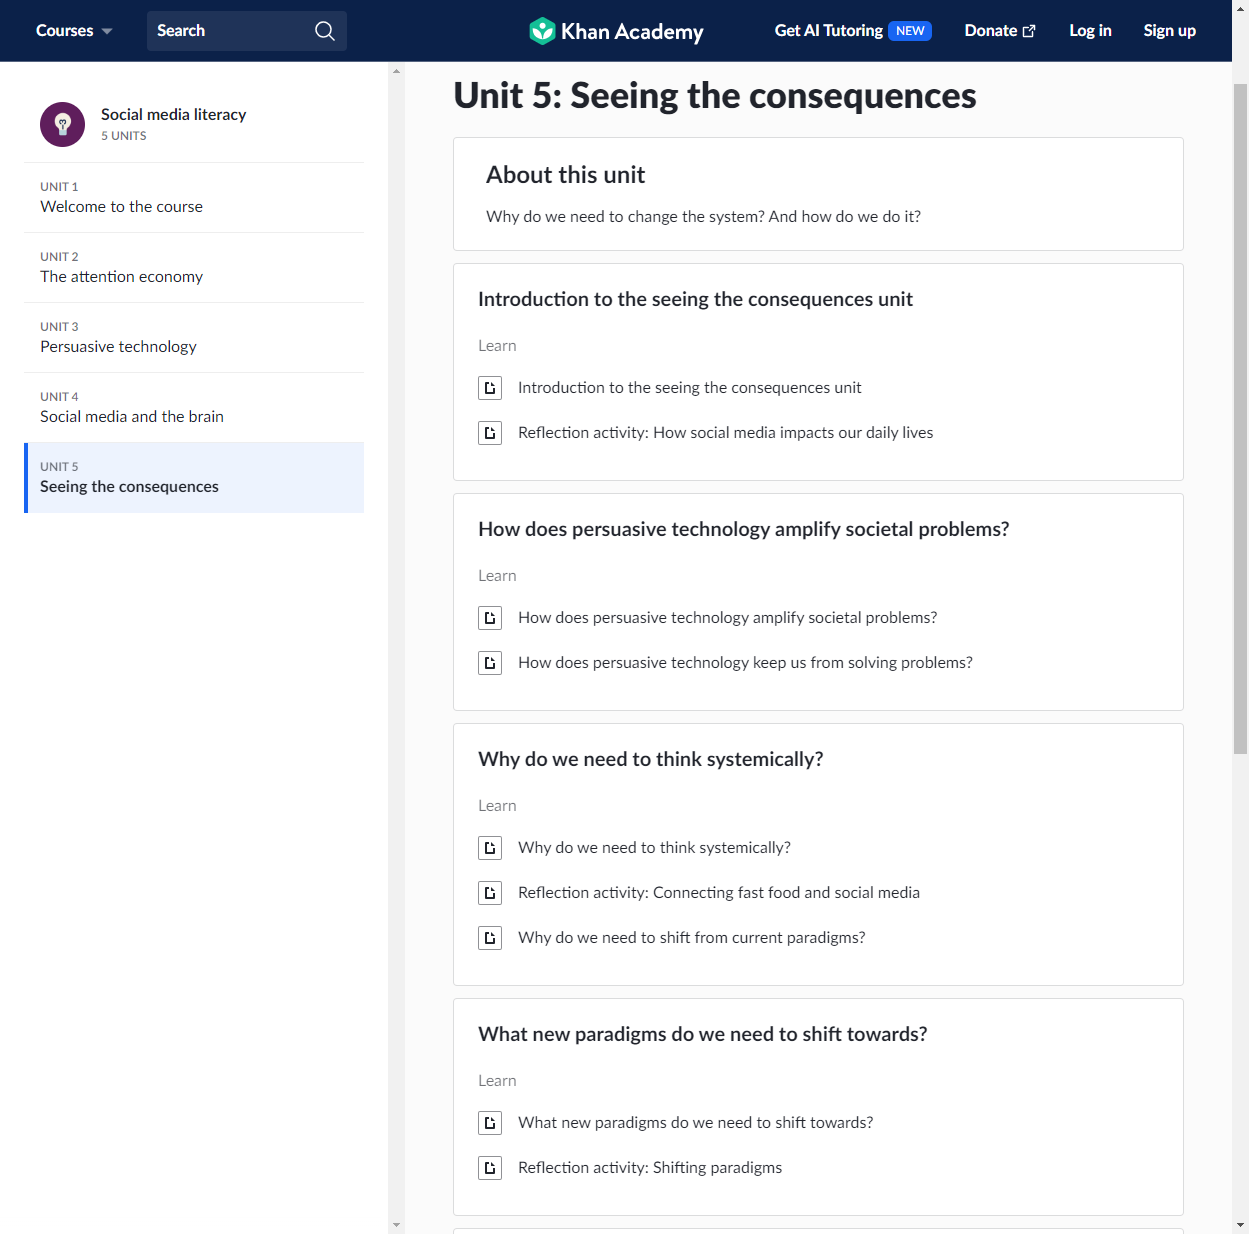 Courses
Search
Khan Academy
Get AI Tutoring NEW
Donate
Log in
Sign up
Social media literacy
5 UNITS
UNIT 1
Welcome to the course
UNIT 2
The attention economy
UNIT 3
Persuasive technology
UNIT 4
Social media and the brain
UNIT 5
Seeing the consequences
Unit 5: Seeing the consequences
About this unit
Why do we need to change the system? And how do we do it?
Introduction to the seeing the consequences unit
Learn
Introduction to the seeing the consequences unit
Reflection activity: How social media impacts our daily lives
How does persuasive technology amplify societal problems?
Learn
How does persuasive technology amplify societal problems?
How does persuasive technology keep us from solving problems?
Why do we need to think systemically?
Learn
Why do we need to think systemically?
Reflection activity: Connecting fast food and social media
Why do we need to shift from current paradigms?
What new paradigms do we need to shift towards?
Learn
What new paradigms do we need to shift towards?
Reflection activity: Shifting paradigms